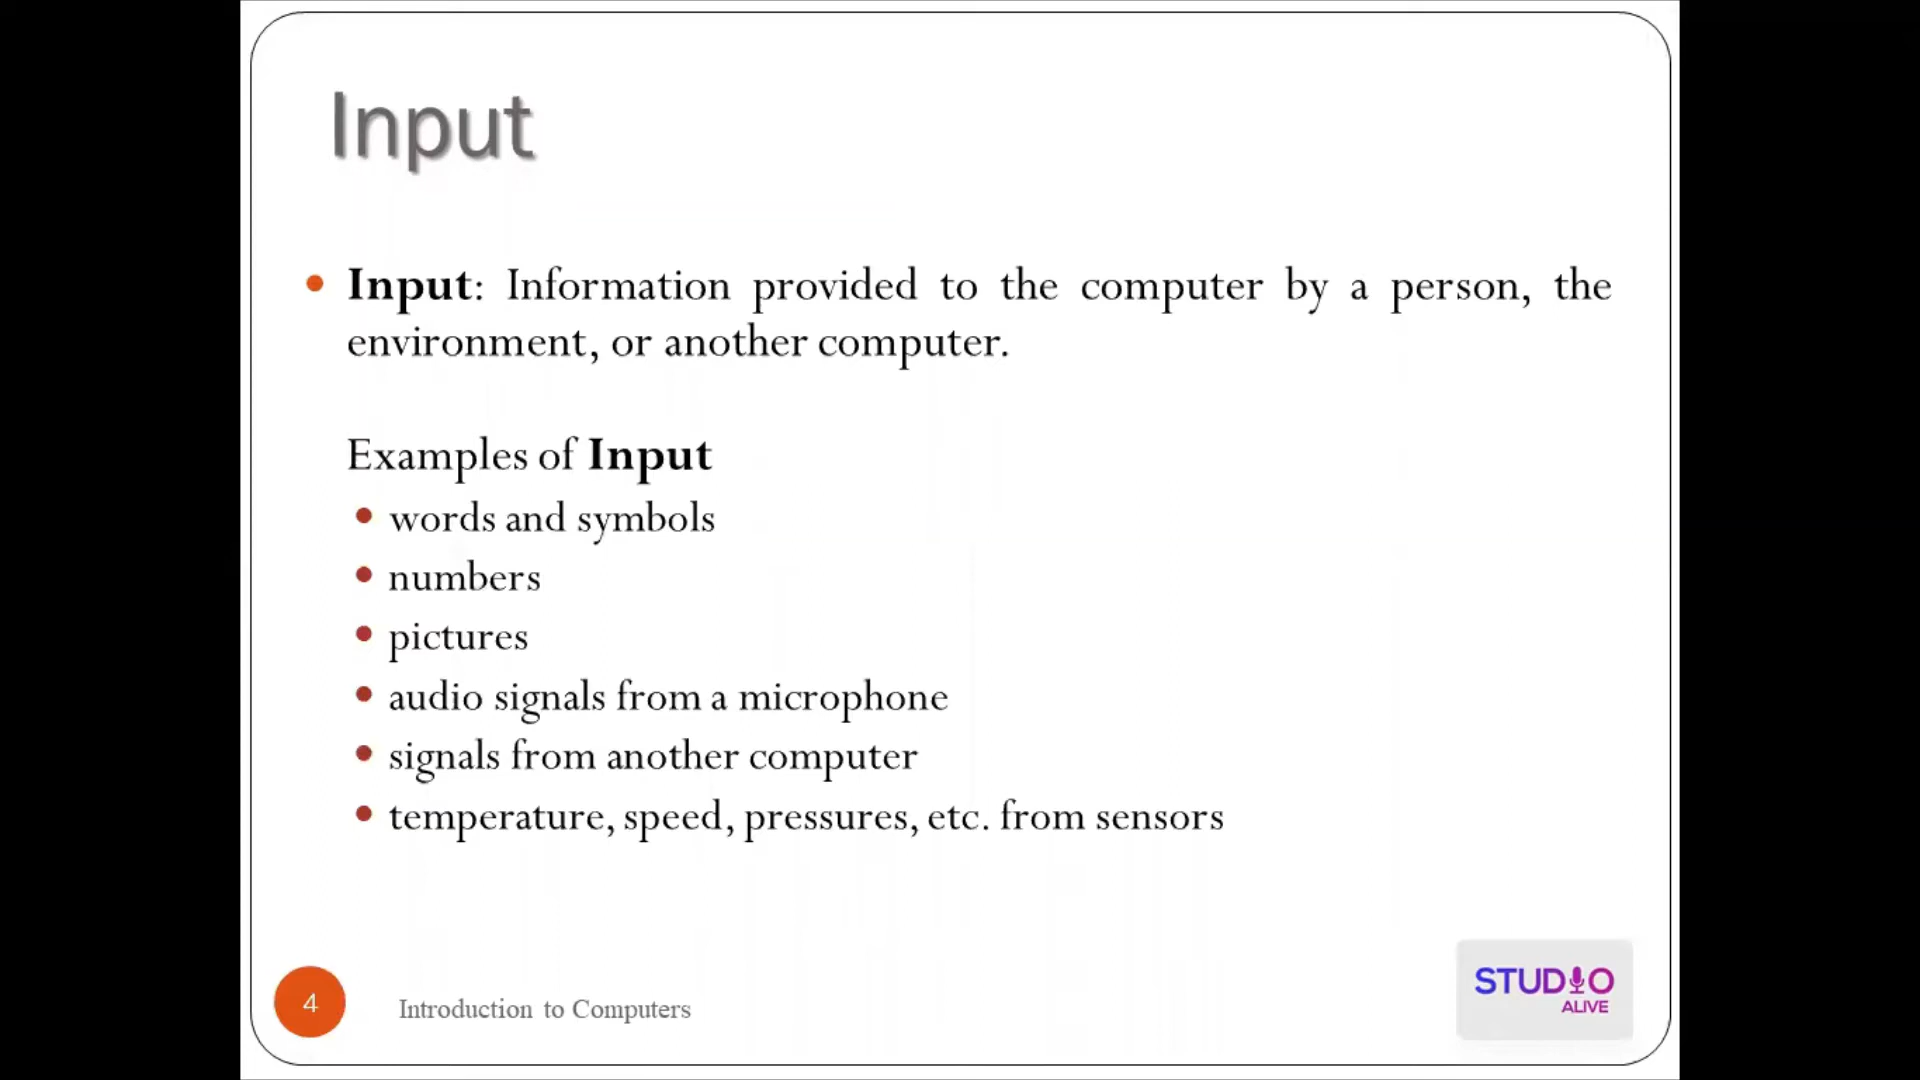 Input
Input: Information provided to the computer by a person, the
environment, or another computer.
Examples of Input
words and symbols
numbers
pictures
audio signals from a microphone
signals from another computer
temperature, speed, pressures, etc. from sensors
4
Introduction to Computers
STUDIO
ALIVE